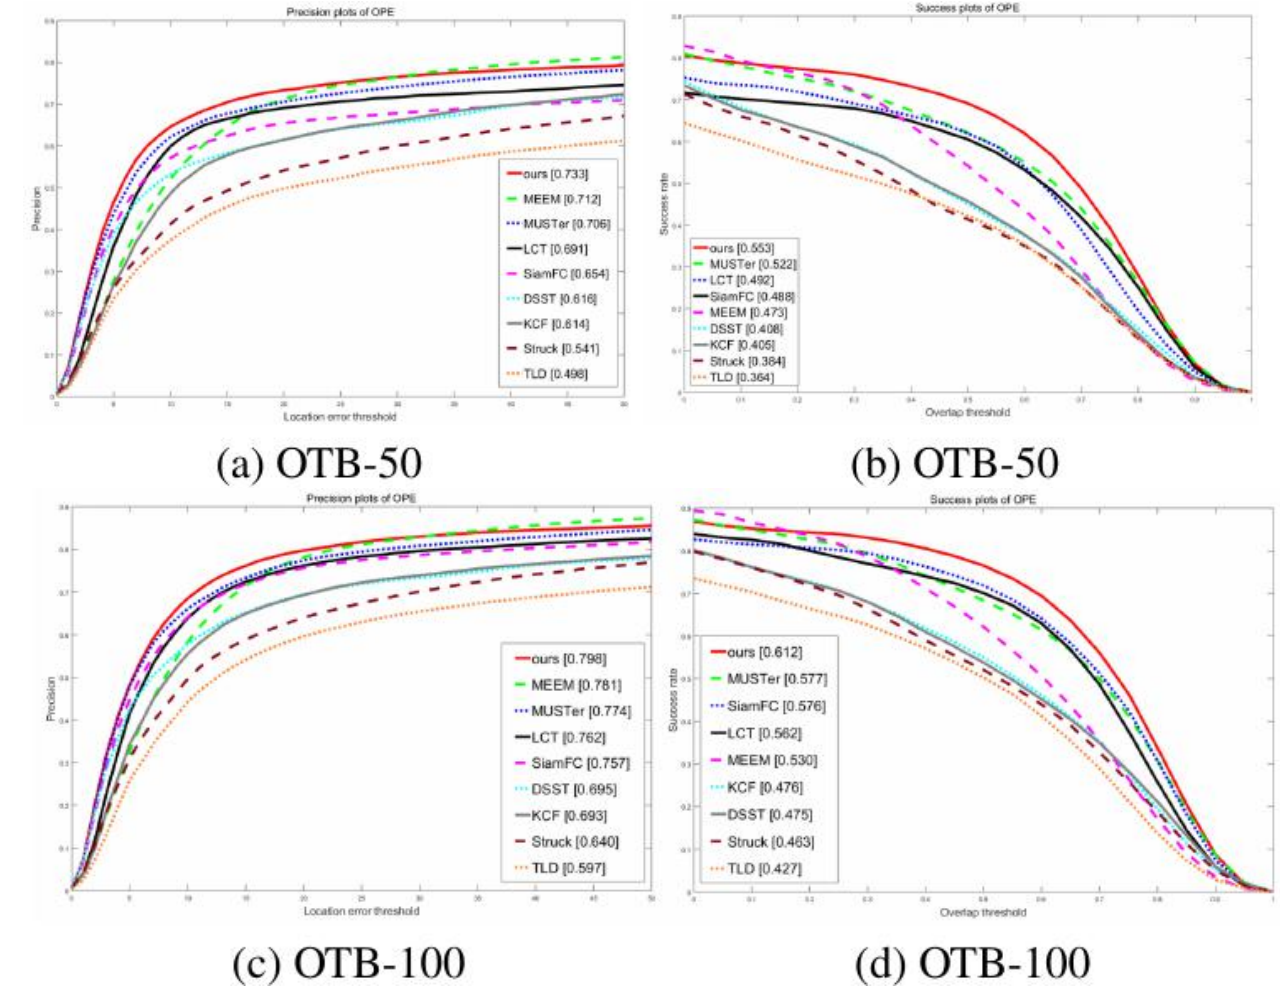 Precision plots of OPE
Precision
ours [0.733]
MEEM [0.712]
MUSTer [0.706]
LCT [0.691]
SiamFC [0.654]
DSST [0.616]
KCF [0.614]
Struck [0.541]
TLD [0.498]
Location error threshold
(a) OTB-50
Success plots of OPE
Success rate
ours [0.553]
MUSTer [0.522]
LCT [0.492]
SiamFC [0.488]
MEEM [0.473]
DSST [0.408]
KCF [0.405]
Struck [0.384]
TLD [0.364]
Overlap threshold
(b) OTB-50
Precision plots of OPE
Precision
ours [0.798]
MEEM [0.781]
MUSTer [0.774]
LCT [0.762]
SiamFC [0.757]
DSST [0.695]
KCF [0.693]
Struck [0.640]
TLD [0.597]
Location error threshold
(c) OTB-100
Success plots of OPE
Success rate
ours [0.612]
MUSTer [0.577]
SiamFC [0.576]
LCT [0.562]
MEEM [0.530]
KCF [0.476]
DSST [0.475]
Struck [0.463]
TLD [0.427]
Overlap threshold
(d) OTB-100